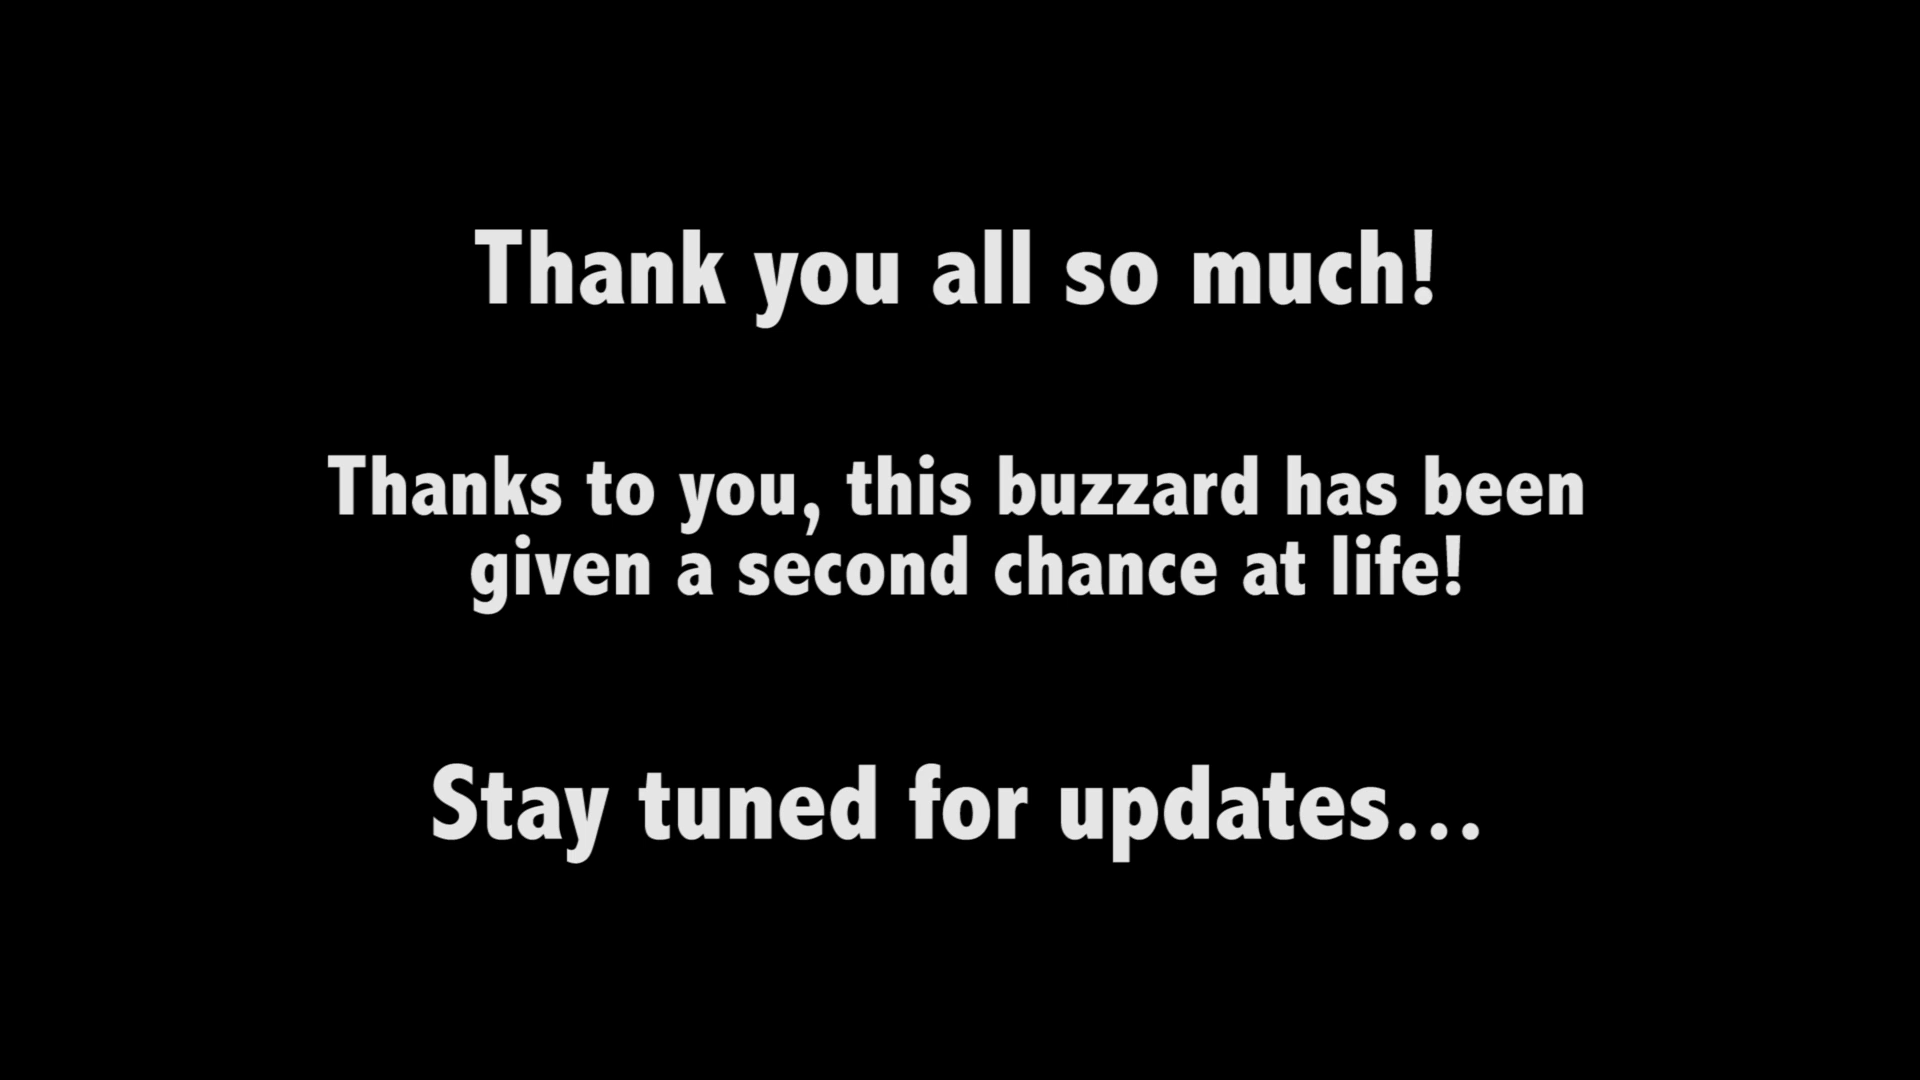 Thank you all so much!
Thanks to you, this buzzard has been
given a second chance at life!
Stay tuned for updates...